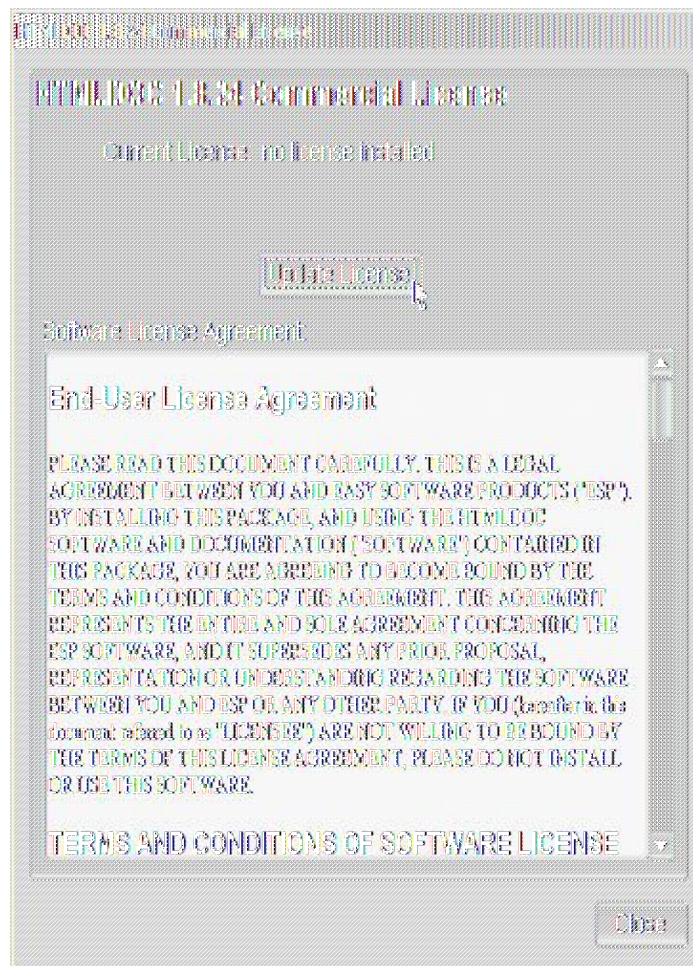 Commercial License
HTMLDOC 1.8.24 Commercial License
Current License: no license installed
Update License
Software License Agreement:
End-User License Agreement
PLEASE READ THIS DOCUMENT CAREFULLY. THIS IS A LEGAL
AGREEMENT BETWEEN YOU AND EASY SOFTWARE PRODUCTS ("ESP").
BY INSTALLING THIS PACKAGE, AND USING THE HTMLDOC
SOFTWARE AND DOCUMENTATION ("SOFTWARE") CONTAINED IN
THIS PACKAGE, YOU ARE AGREEING TO BECOME BOUND BY THE
TERMS AND CONDITIONS OF THIS AGREEMENT. THIS AGREEMENT
REPRESENTS THE ENTIRE AND SOLE AGREEMENT CONCERNING THE
ESP SOFTWARE, AND IT SUPERSEDES ANY PRIOR PROPOSAL,
REPRESENTATION OR UNDERSTANDING REGARDING THE SOFTWARE
BETWEEN YOU AND ESP OR ANY OTHER PARTY. IF YOU (hereinafter in this
document referred to as "LICENSEE") ARE NOT WILLING TO BE BOUND BY
THE TERMS OF THIS LICENSE AGREEMENT, PLEASE DO NOT INSTALL
OR USE THIS SOFTWARE.
TERMS AND CONDITIONS OF SOFTWARE LICENSE
Close